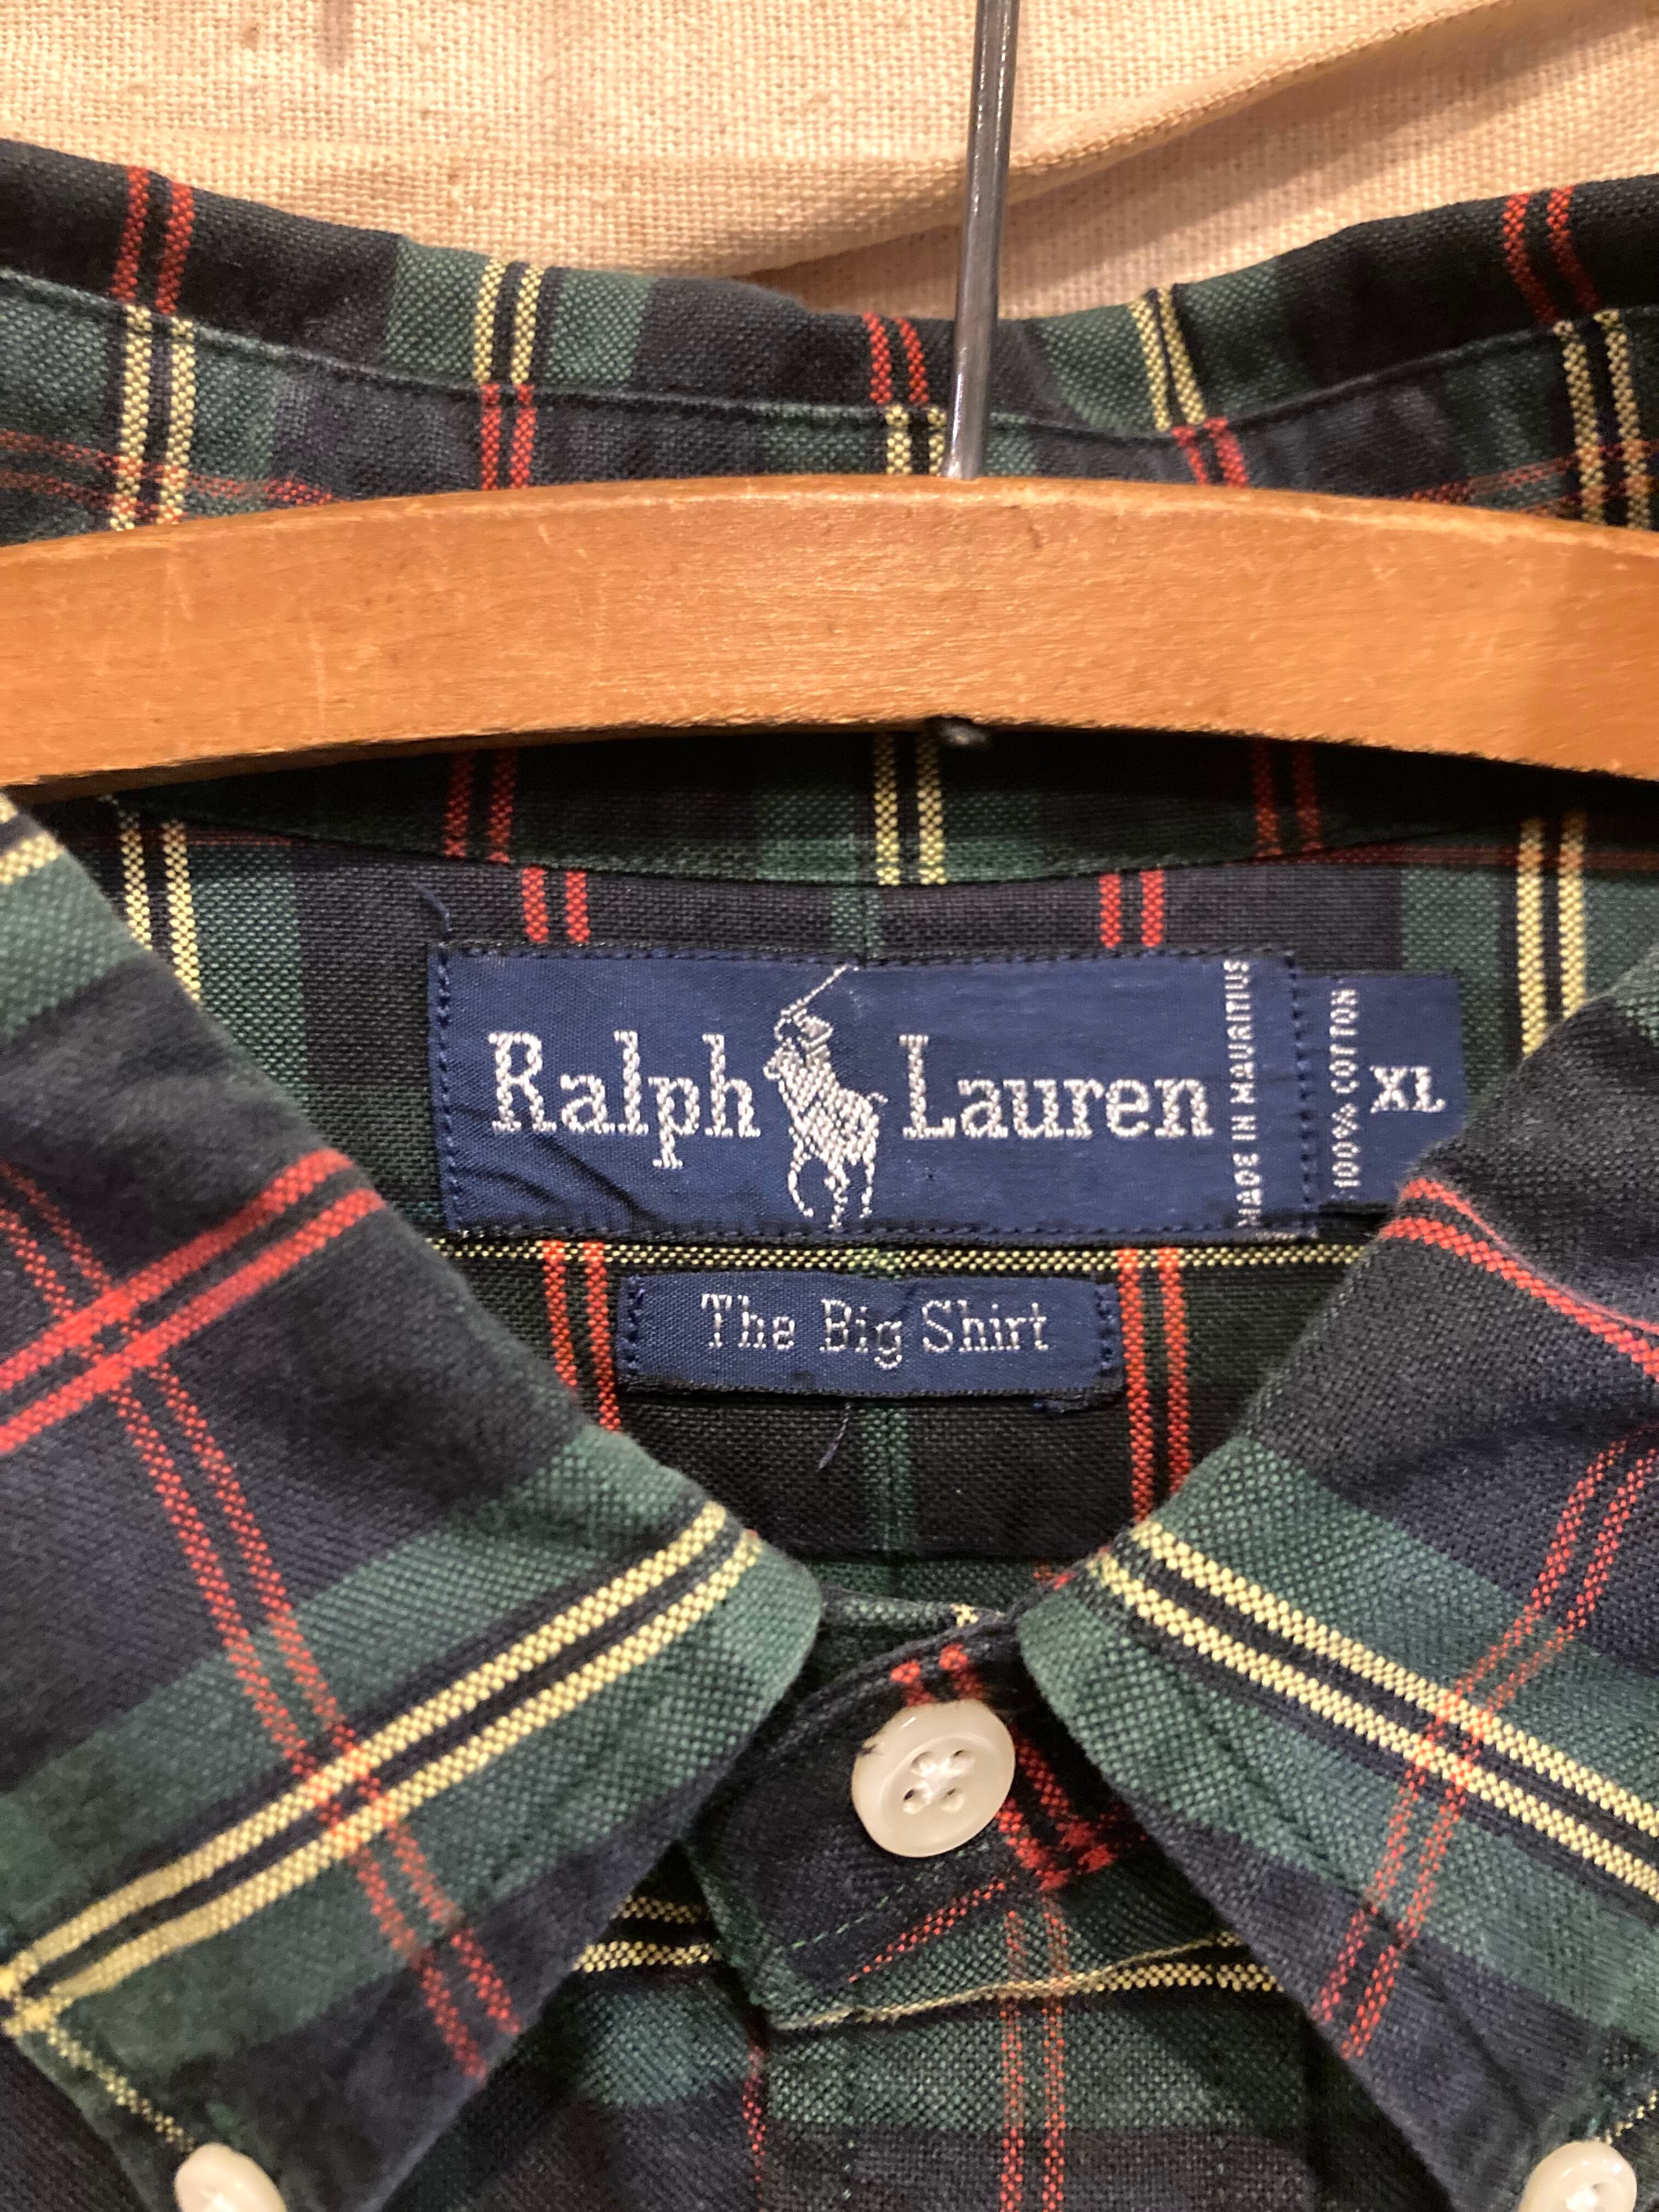 Ralph Lauren
MADE IN MAURITIUS
100% COTTON
XL
The Big Shirt